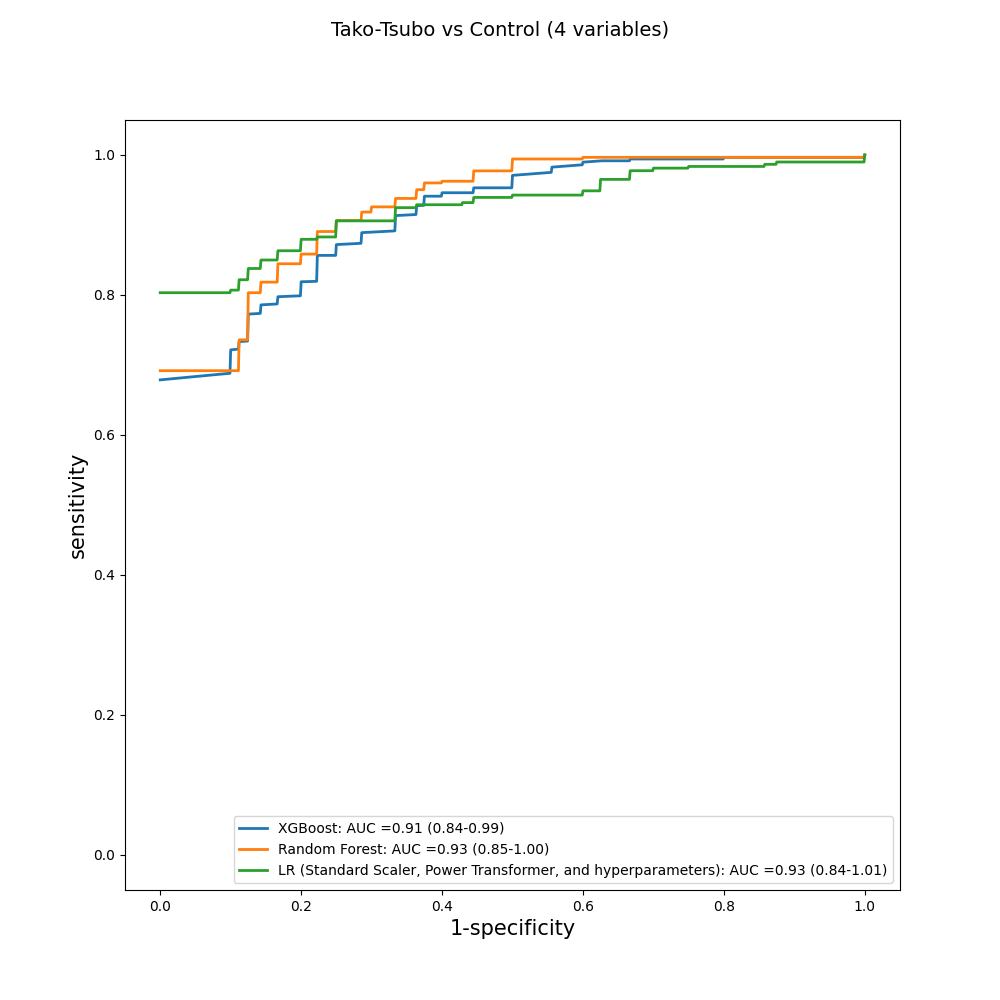 Tako-Tsubo vs Control (4 variables)
1.0
0.8
0.6
0.4
0.2
0.0
sensitivity
XGBoost: AUC =0.91 (0.84-0.99)
Random Forest: AUC =0.93 (0.85-1.00)
LR (Standard Scaler, Power Transformer, and hyperparameters): AUC =0.93 (0.84-1.01)
0.0 0.2 0.4 0.6 0.8 1.0
1-specificity